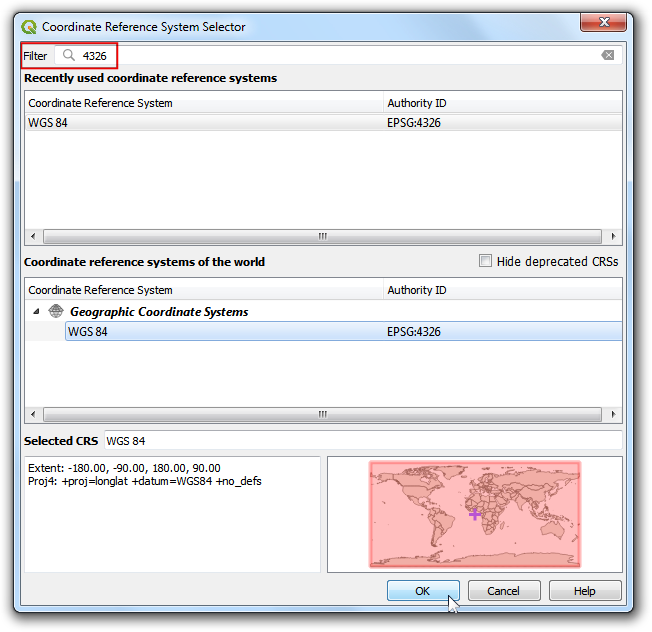 Coordinate Reference System Selector
Filter 4326
Recently used coordinate reference systems
Coordinate Reference System Authority ID
WGS 84 EPSG:4326
Coordinate reference systems of the world Hide deprecated CRSs
Coordinate Reference System Authority ID
Geographic Coordinate Systems
WGS 84 EPSG:4326
Selected CRS WGS 84
Extent: -180.00, -90.00, 180.00, 90.00
Proj4: +proj=longlat +datum=WGS84 +no_defs
OK Cancel Help